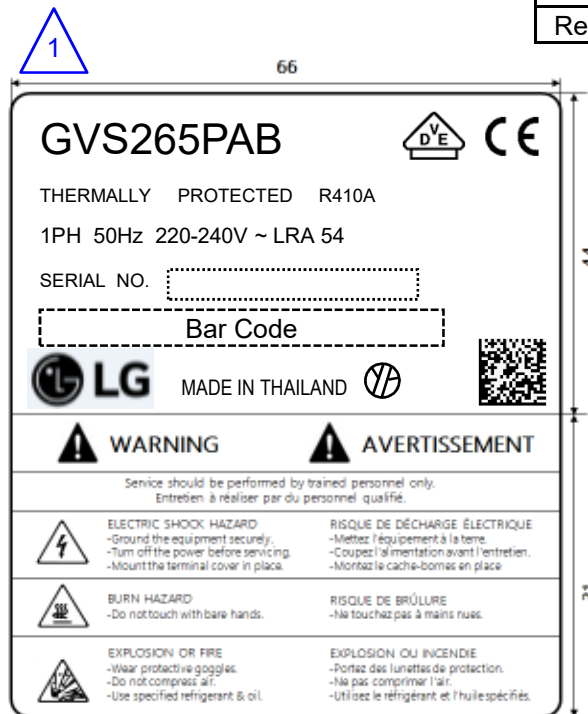 Re
1
66
GVS265PAB
VDE CE
THERMALLY PROTECTED R410A
1PH 50Hz 220-240V ~ LRA 54
SERIAL NO.
Bar Code
LG MADE IN THAILAND
44
WARNING AVERTISSEMENT
Service should be performed by trained personnel only.
Entretien à réaliser par du personnel qualifié.
ELECTRIC SHOCK HAZARD
-Ground the equipment securely.
-Turn off the power before servicing.
-Mount the terminal cover in place.
RISQUE DE DÉCHARGE ÉLECTRIQUE
-Mettez l'équipement à la terre.
-Coupez l'alimentation avant l'entretien.
-Montez le cache-bornes en place
BURN HAZARD
-Do not touch with bare hands.
RISQUE DE BRÛLURE
-Ne touchez pas à mains nues.
EXPLOSION OR FIRE
-Wear protective goggles.
-Do not compress air.
-Use specified refrigerant & oil.
EXPLOSION OU INCENDIE
-Portez des lunettes de protection.
-Ne pas comprimer l'air.
-Utilisez le réfrigérant et l'huile spécifiés.